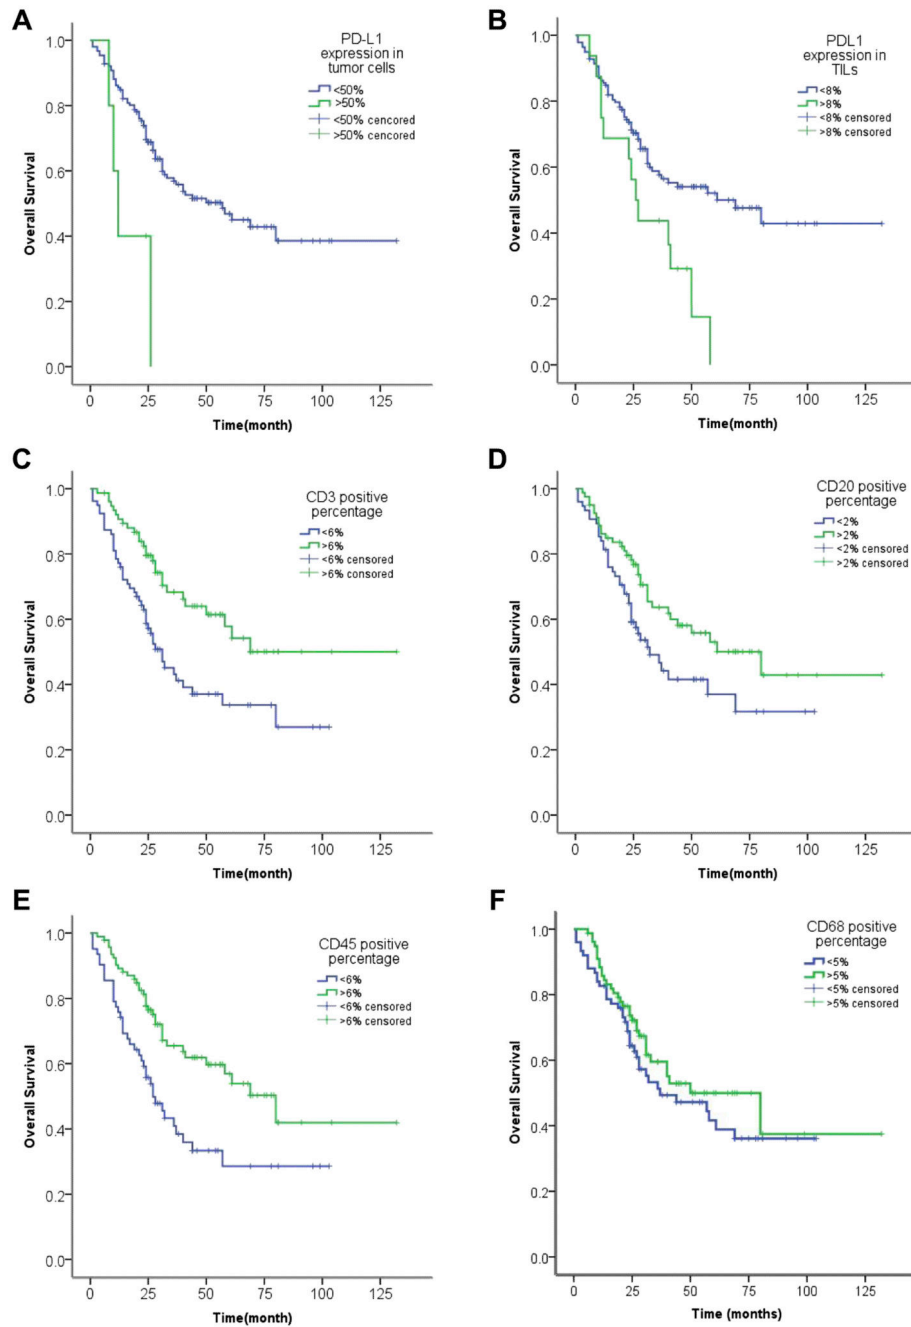 A
PD-L1
expression in
tumor cells
<50%
>50%
<50% cencored
>50% cencored
Overall Survival
1.0
0.8
0.6
0.4
0.2
0.0
0 25 50 75 100 125
Time(month)
B
PDL1
expression in
TILs
<8%
>8%
<8% censored
>8% censored
Overall Survival
1.0
0.8
0.6
0.4
0.2
0.0
0 25 50 75 100 125
Time(month)
C
CD3 positive
percentage
<6%
>6%
<6% censored
>6% consored
Overall Survival
1.0
0.8
0.6
0.4
0.2
0.0
0 25 50 75 100 125
Time(month)
D
CD20 positive
percentage
<2%
>2%
<2% censored
>2% censored
Overall Survival
1.0
0.8
0.6
0.4
0.2
0.0
0 25 50 75 100 125
Time(month)
E
CD45 positive
percentage
<6%
>6%
<6% censored
>6% censored
Overall Survival
1.0
0.8
0.6
0.4
0.2
0.0
0 25 50 75 100 125
Time(month)
F
CD68 positive
percentage
<5%
>5%
<5% censored
>5% censored
Overall Survival
1.0
0.8
0.6
0.4
0.2
0.0
0 25 50 75 100 125
Time (months)